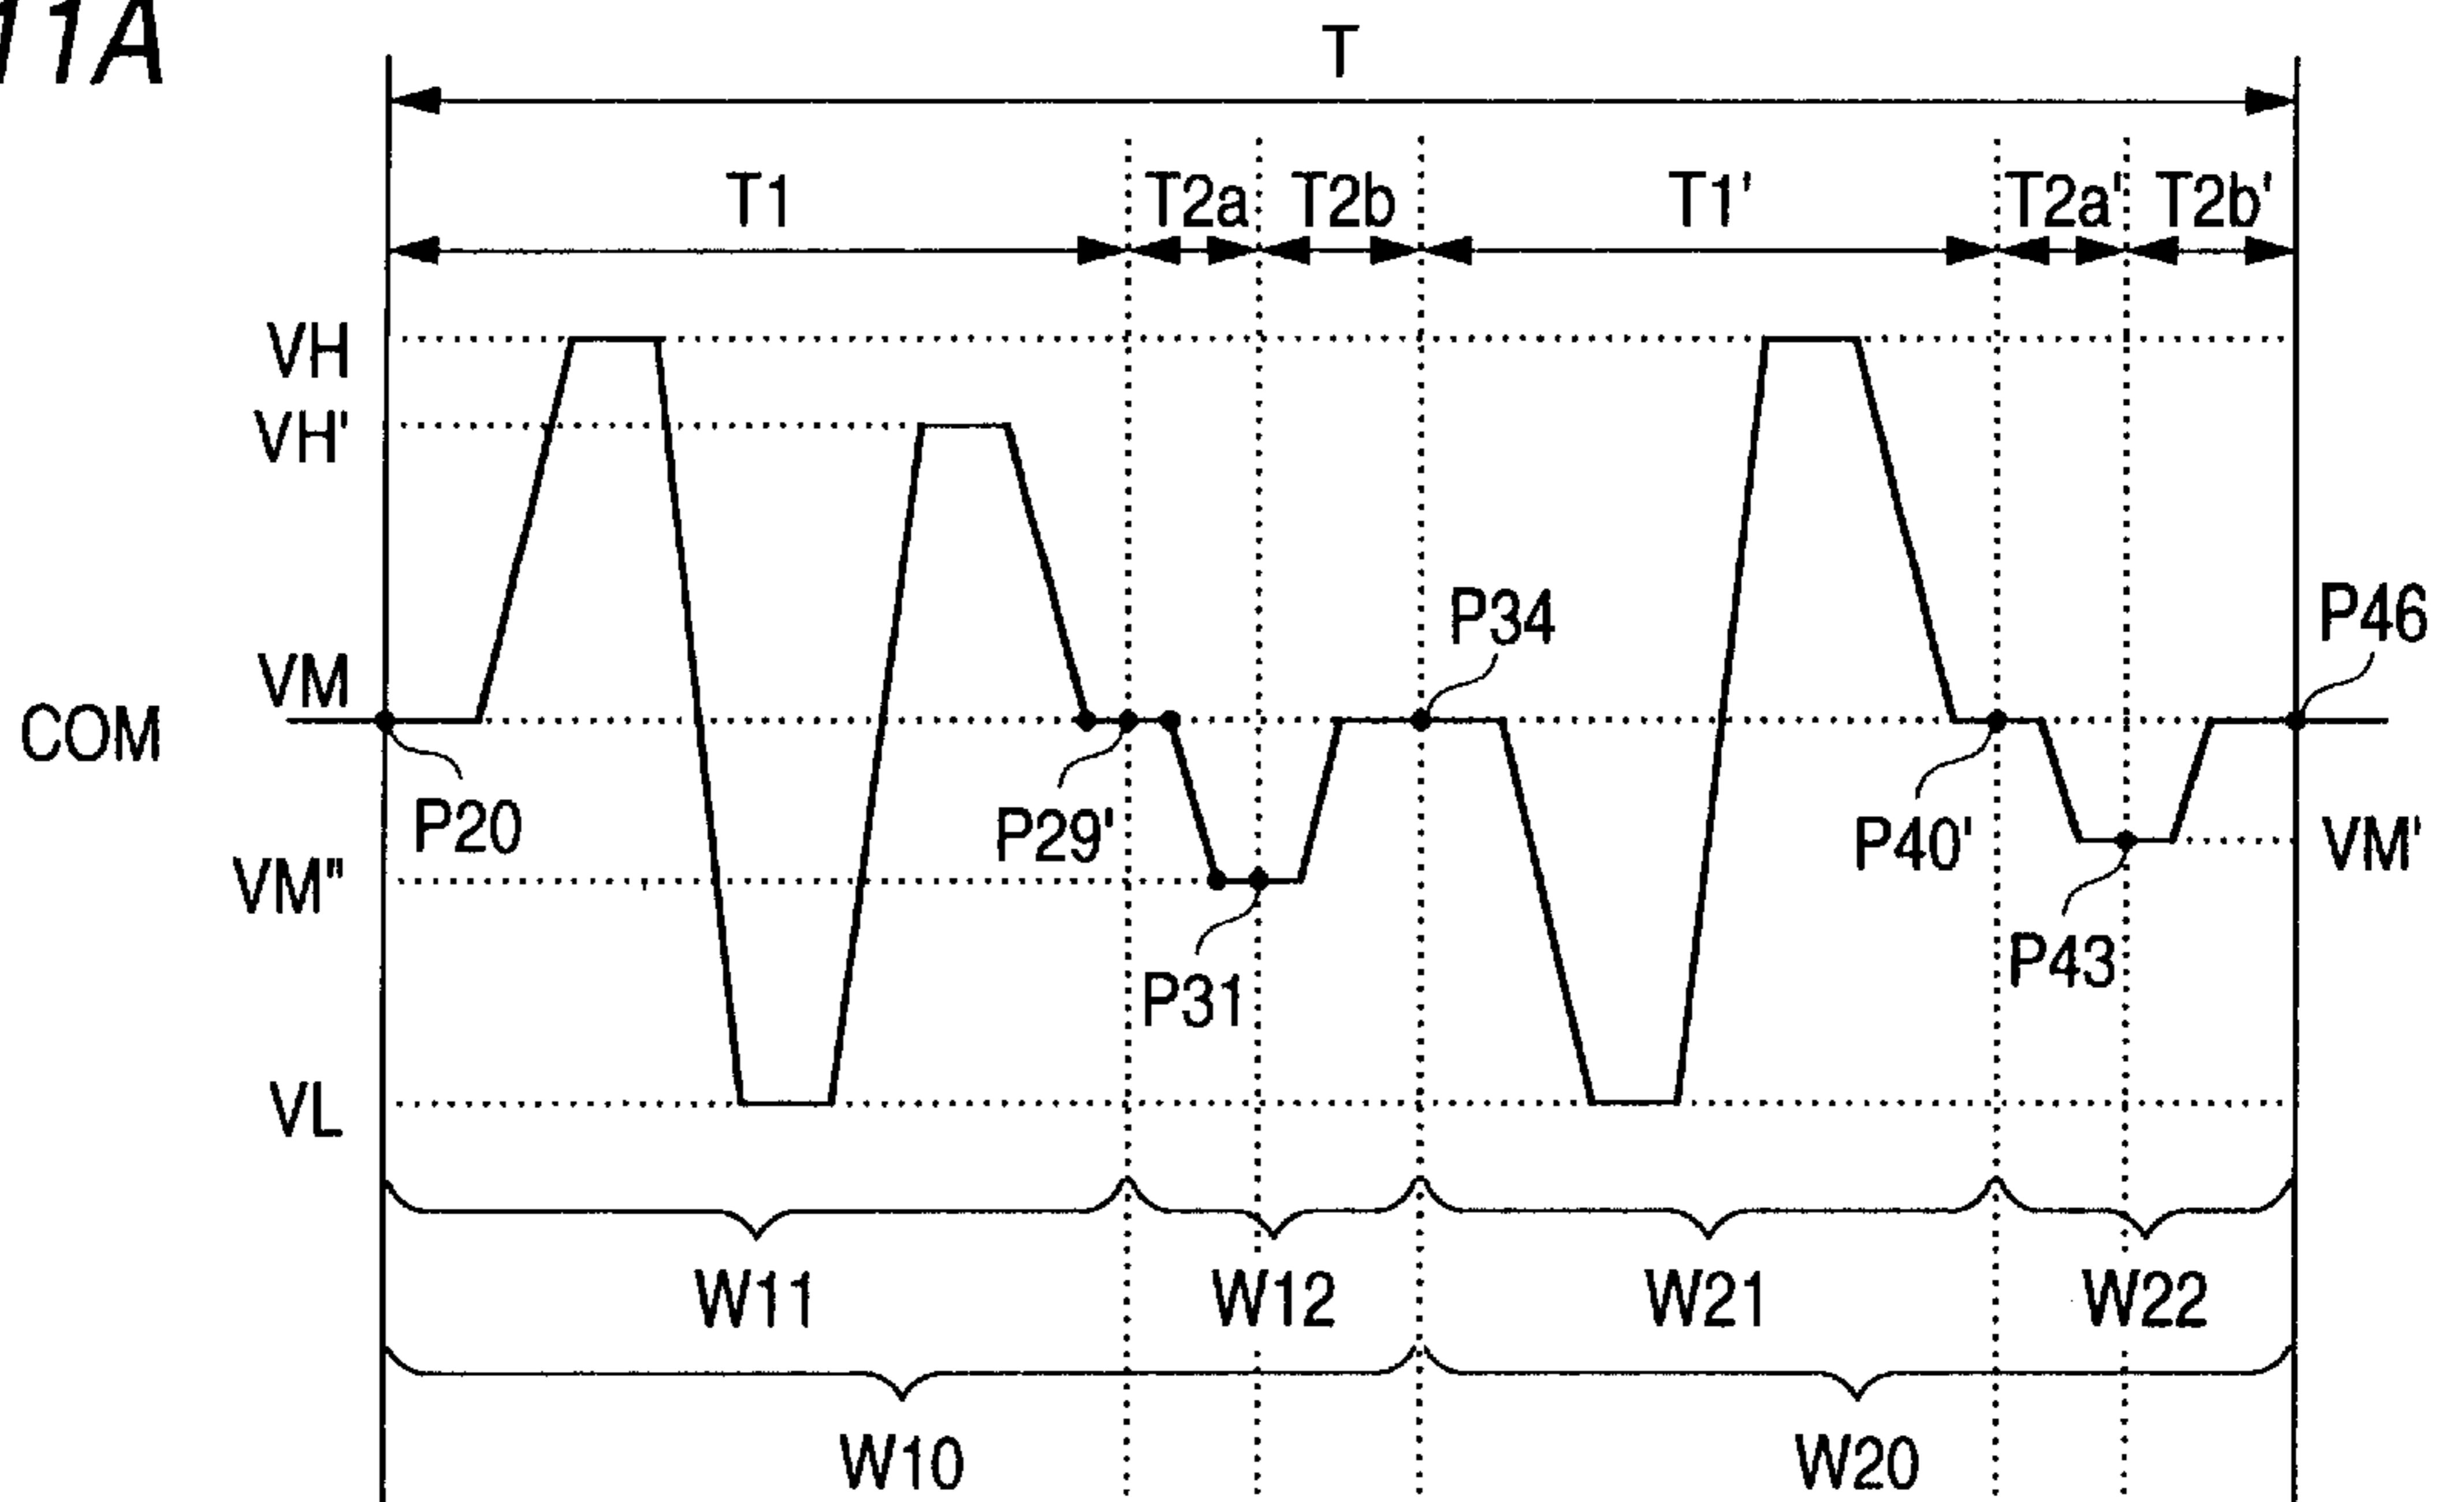 11A
T
T1 T2a T2b T1' T2a' T2b'
VH
VH'
P34 P46
VM
COM
P20 P29' P40' VM'
VM"
P43
P31
VL
W11 W12 W21 W22
W10 W20